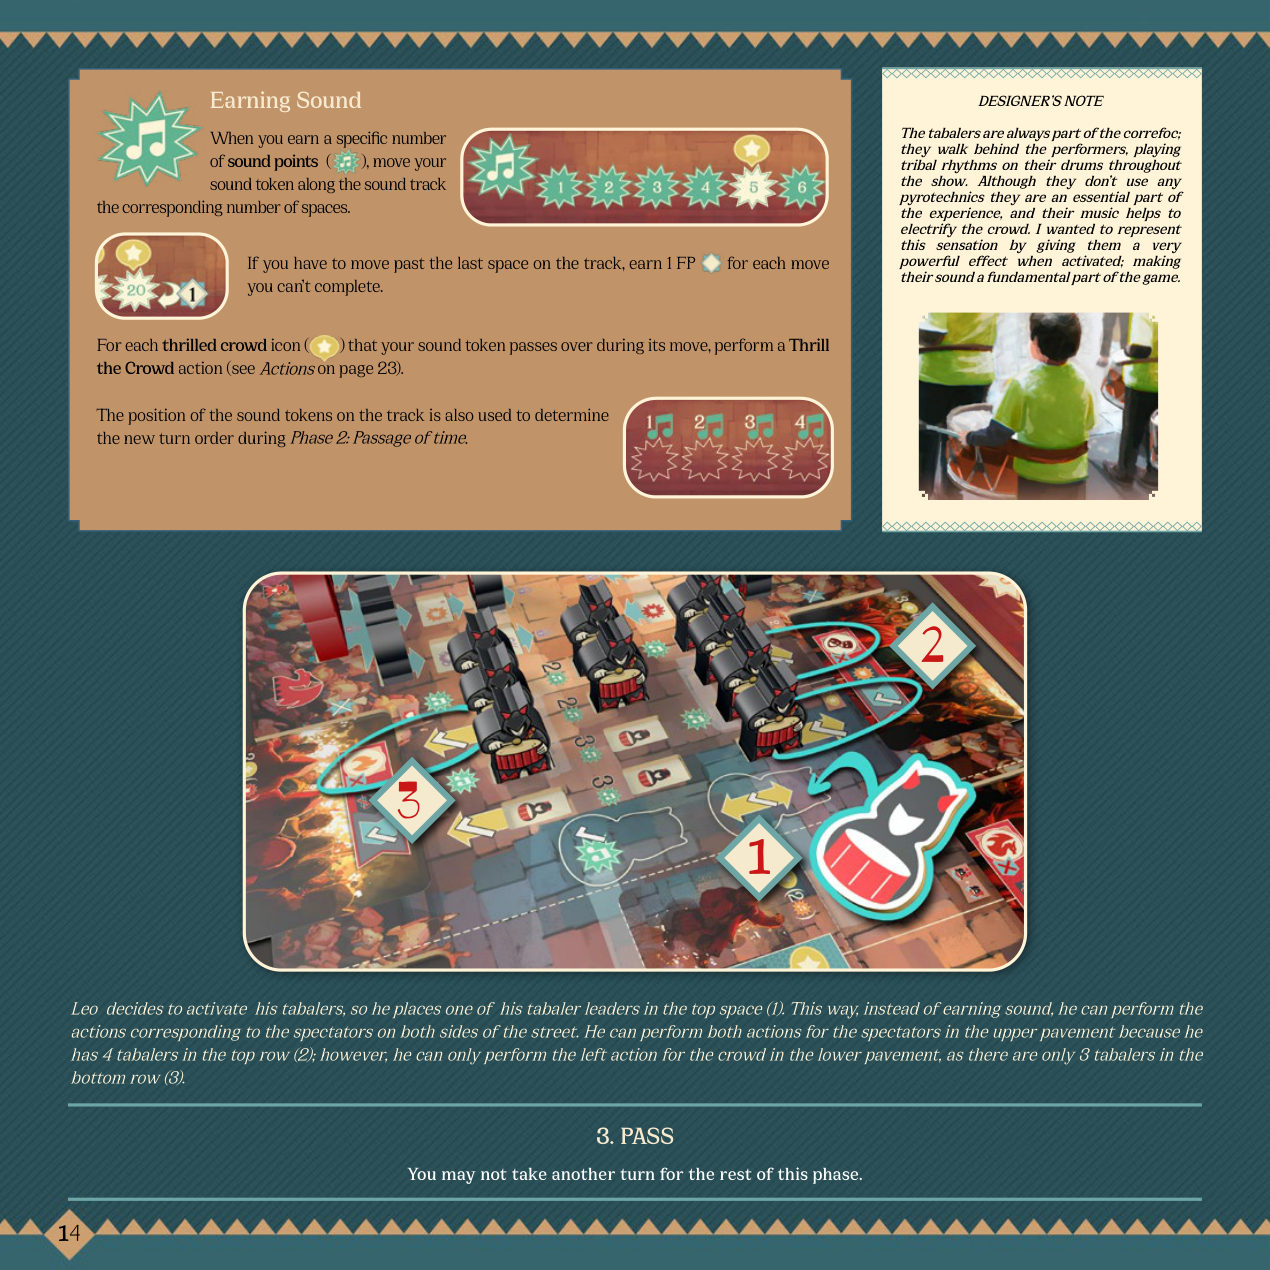 Earning Sound
When you earn a specific number
of sound points ( ), move your
sound token along the sound track
the corresponding number of spaces.
1 2 3 4 5 6
20 1
If you have to move past the last space on the track, earn 1 FP for each move
you can't complete.
For each thrilled crowd icon ( ) that your sound token passes over during its move, perform a Thrill
the Crowd action (see Actions on page 23).
The position of the sound tokens on the track is also used to determine
the new turn order during Phase 2: Passage of time.
1 2 3 4
DESIGNER'S NOTE
The tabalers are always part of the correfoc;
they walk behind the performers, playing
tribal rhythms on their drums throughout
the show. Although they don't use any
pyrotechnics they are an essential part of
the experience, and their music helps to
electrify the crowd. I wanted to represent
this sensation by giving them a very
powerful effect when activated; making
their sound a fundamental part of the game.
2
2
2
3
3
3
1
2
Leo decides to activate his tabalers, so he places one of his tabaler leaders in the top space (1). This way, instead of earning sound, he can perform the
actions corresponding to the spectators on both sides of the street. He can perform both actions for the spectators in the upper pavement because he
has 4 tabalers in the top row (2); however, he can only perform the left action for the crowd in the lower pavement, as there are only 3 tabalers in the
bottom row (3).
3. PASS
You may not take another turn for the rest of this phase.
14